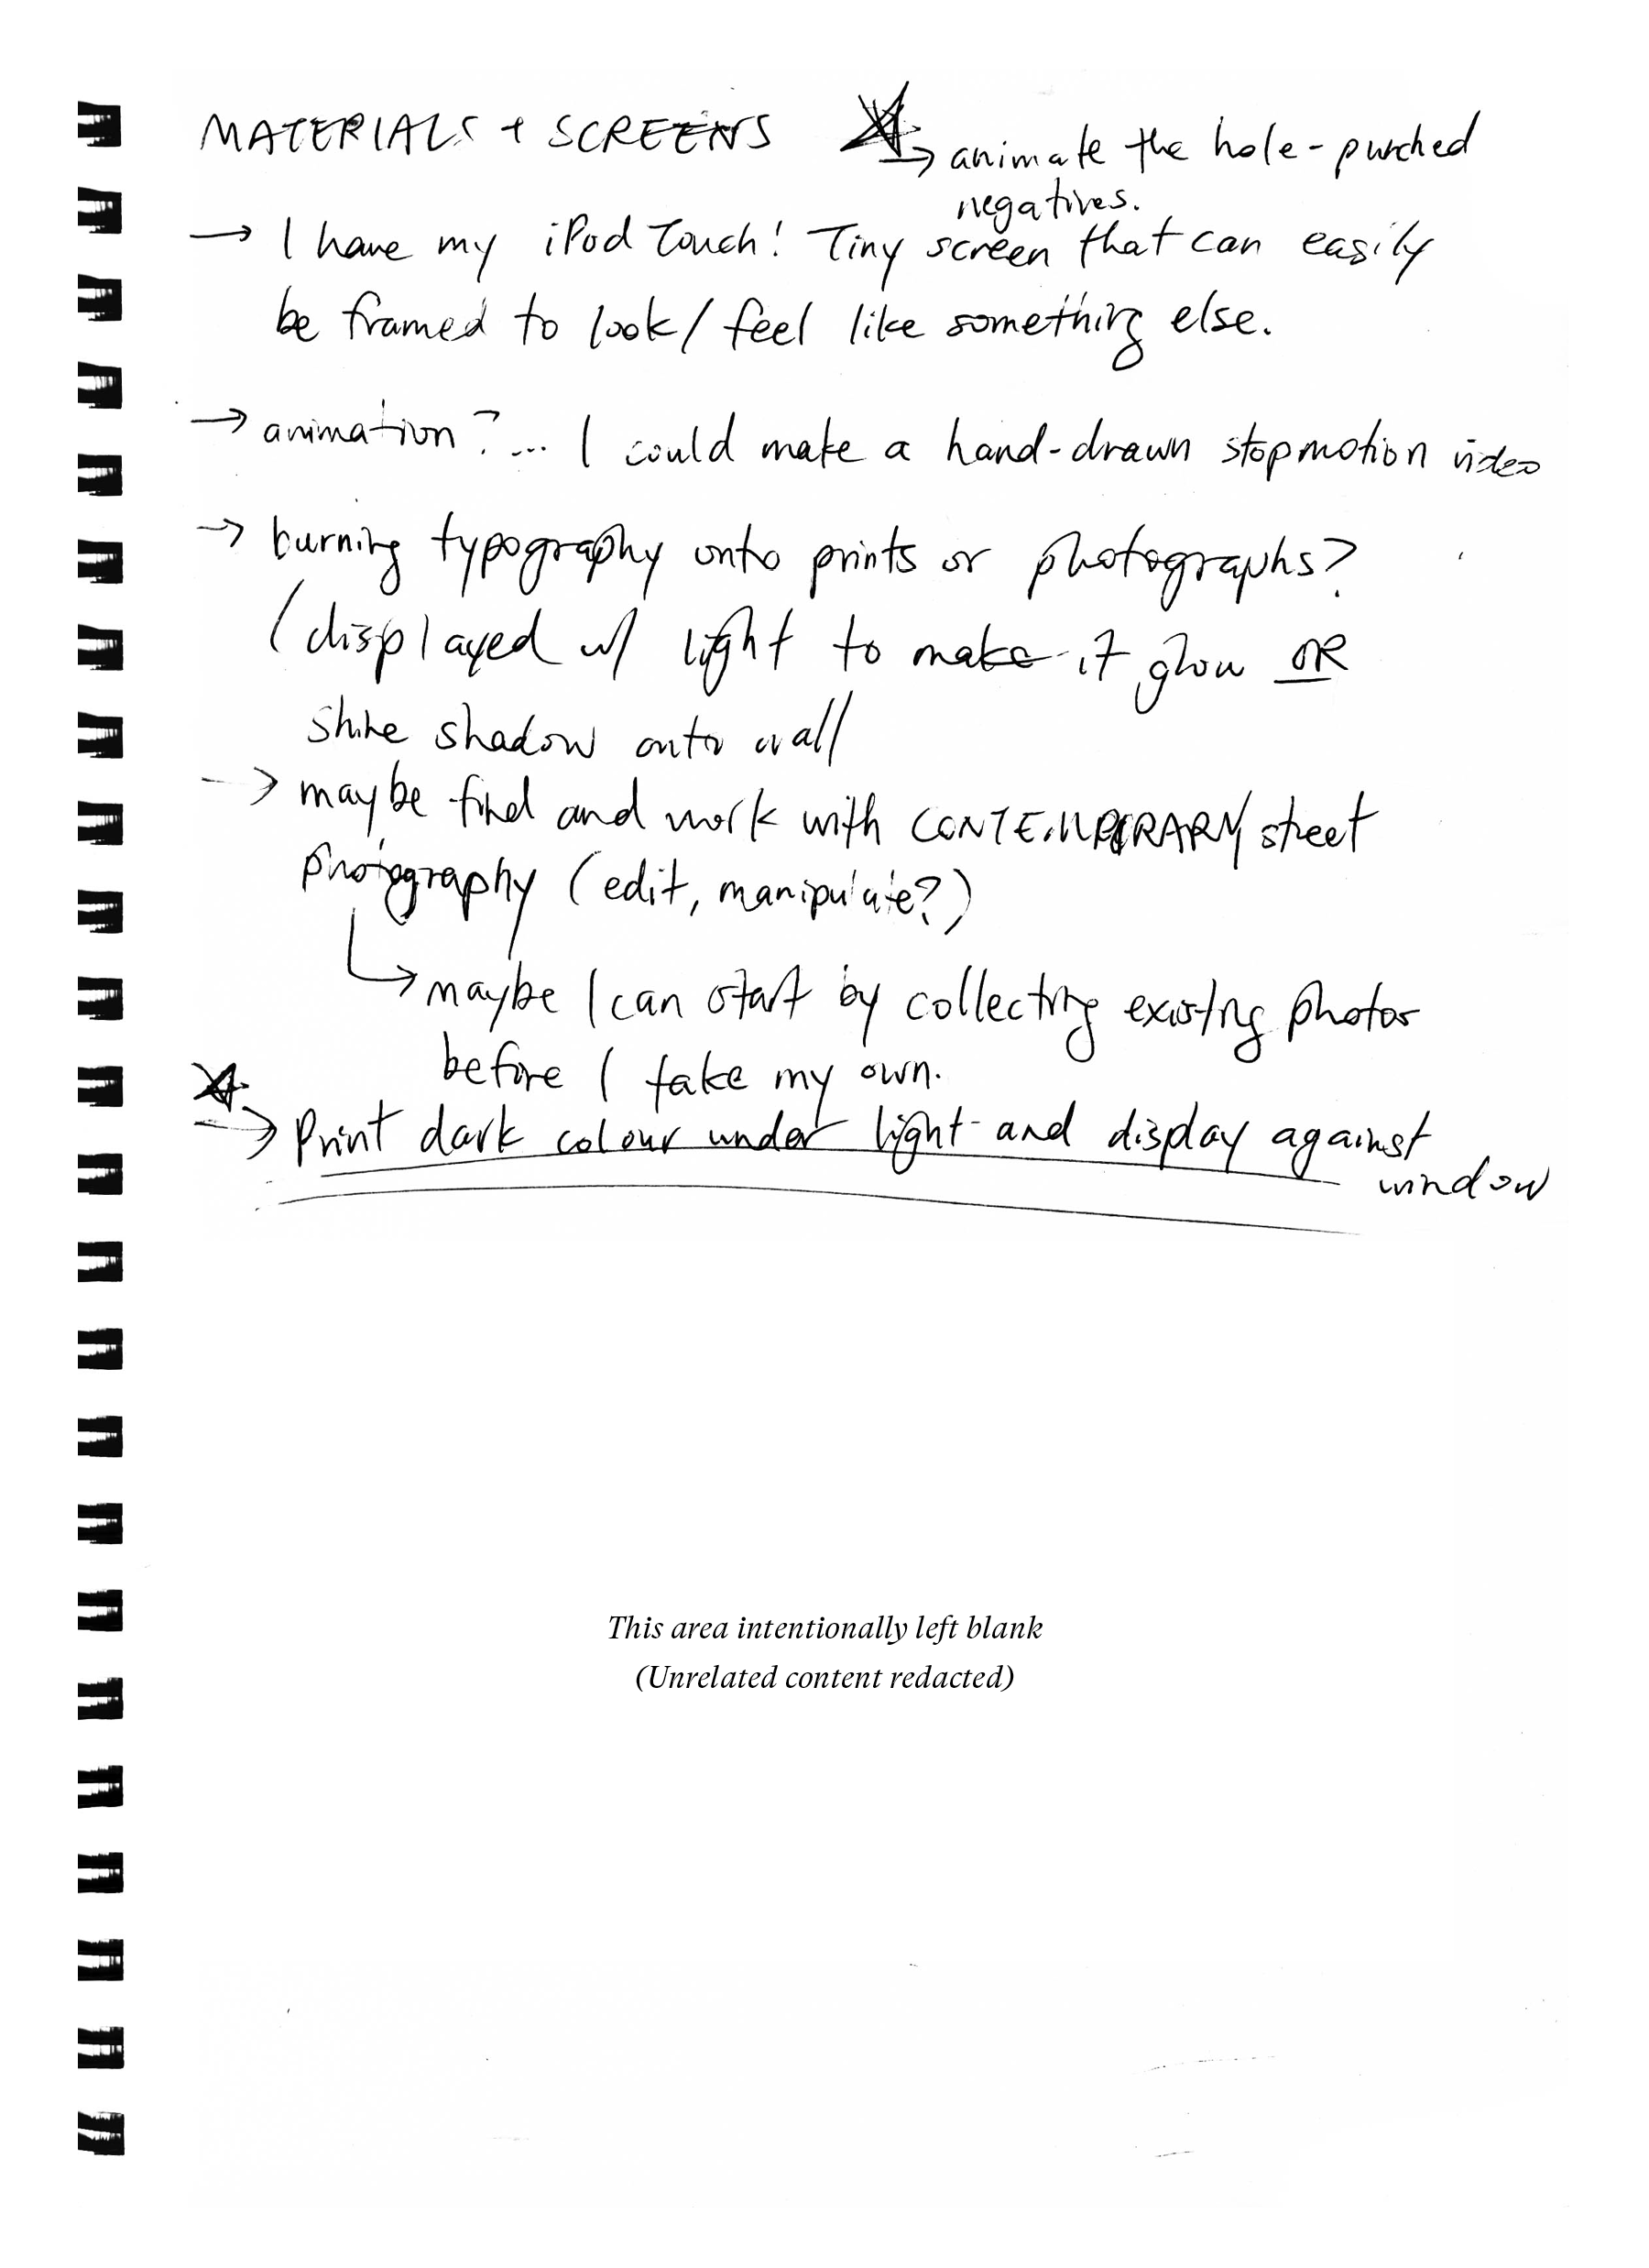 MATERIALS + SCREENS
→ animate the hole-punched
negatives.
→ I have my iPod Touch! Tiny screen that can easily
be framed to look/feel like something else.
→ animation?... I could make a hand-drawn stopmotion video
→ burning typography onto prints or photographs?
(displayed w/ light to make it glow OR
shine shadow onto wall
→ maybe find and work with CONTEMPORARY street
photography (edit, manipulate?)
↳ maybe I can start by collecting existing photos
before I take my own.
→ Print dark colour under light and display against
window
This area intentionally left blank
(Unrelated content redacted)